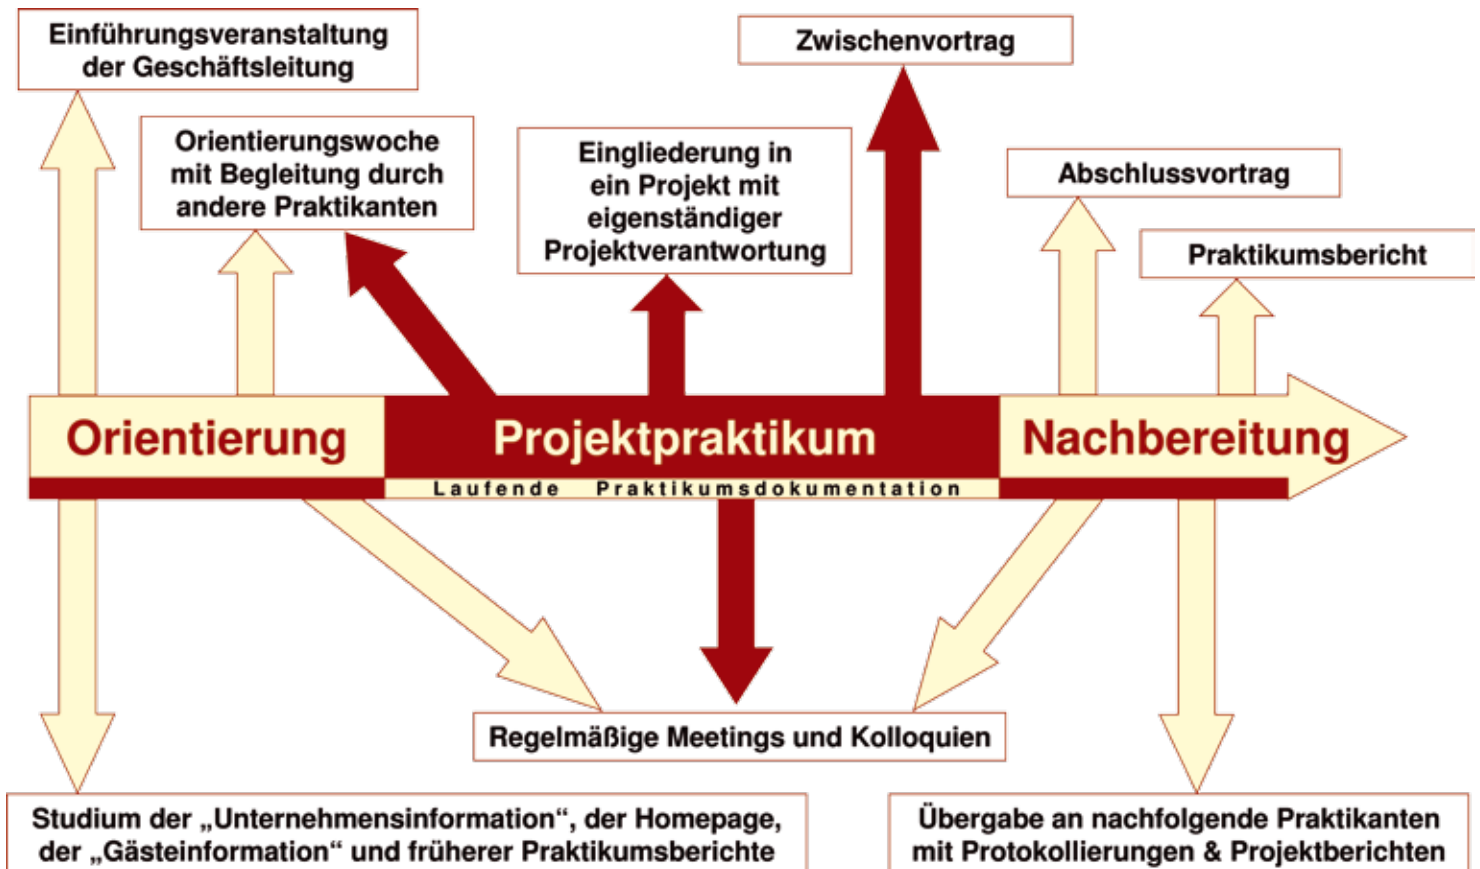 Einführungsveranstaltung
der Geschäftsleitung
Zwischenvortrag
Orientierungswoche
mit Begleitung durch
andere Praktikanten
Eingliederung in
ein Projekt mit
eigenständiger
Projektverantwortung
Abschlussvortrag
Praktikumsbericht
Orientierung
Projektpraktikum
Nachbereitung
Laufende Praktikumsdokumentation
Regelmäßige Meetings und Kolloquien
Studium der „Unternehmensinformation“, der Homepage,
der „Gästeinformation“ und früherer Praktikumsberichte
Übergabe an nachfolgende Praktikanten
mit Protokollierungen & Projektberichten